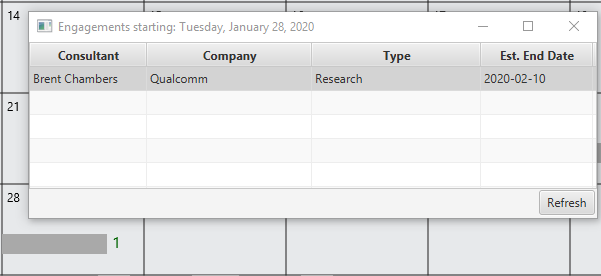 14
Engagements starting: Tuesday, January 28, 2020
Consultant Company Type Est. End Date
Brent Chambers Qualcomm Research 2020-02-10
21
28
Refresh
1